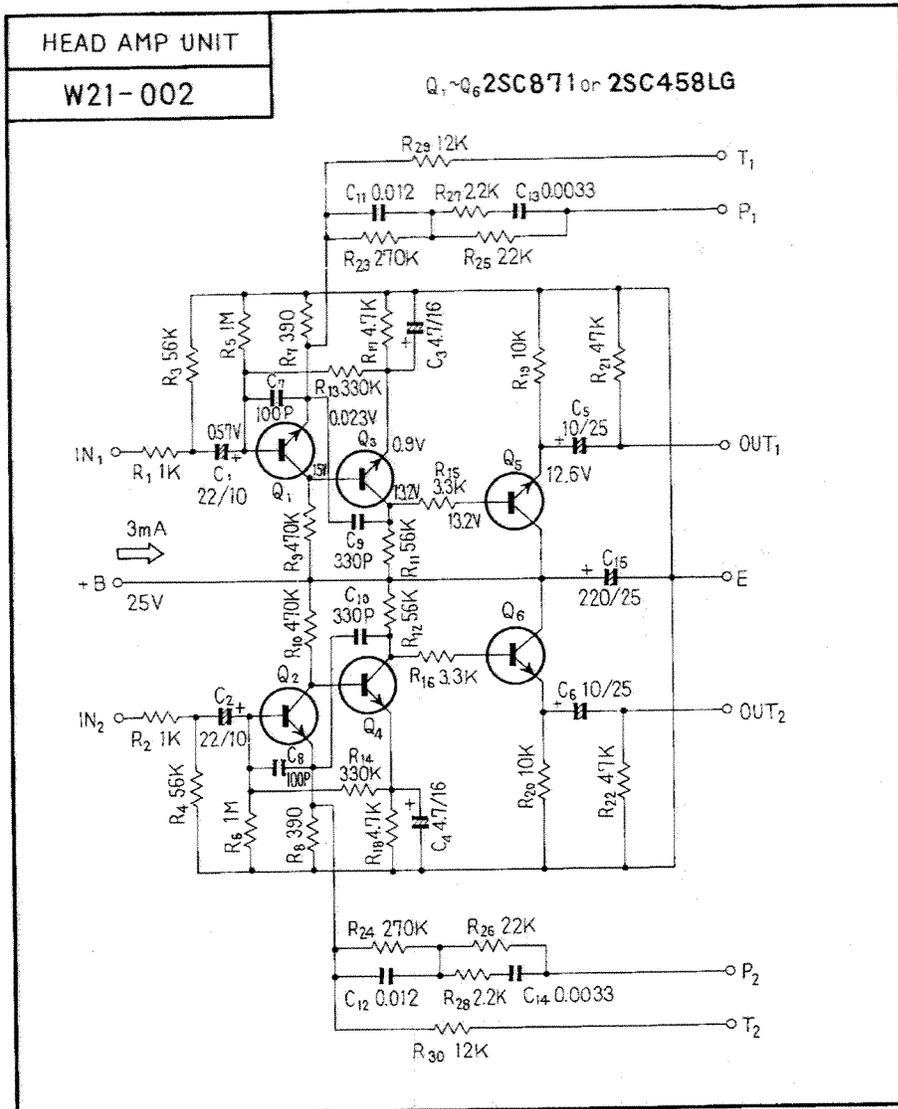 HEAD AMP UNIT
W21-002
Q₁~Q₆ 2SC871 or 2SC458LG
R₂₉ 12K
T₁
C₁₁ 0.012
R₂₇ 2.2K
C₁₃ 0.0033
P₁
R₂₃ 270K
R₂₅ 22K
R₃ 56K
R₅ 1M
R₇ 390
R₁₇ 4.7K
+
C₃ 4.7/16
R₁₉ 10K
R₂₁ 47K
C₇
100P
R₁₃ 330K
0.57V
0.023V
Q₃
0.9V
C₅
10/25
+
OUT₁
IN₁
R₁ 1K
C₁
+
22/10
Q₁
R₁₅
3.3K
Q₅
12.6V
13.2V
13.2V
3mA
R₉ 470K
C₉
330P
R₁₁ 56K
+B
25V
+
C₁₅
220/25
E
R₁₀ 470K
C₁₀
330P
R₁₂ 56K
Q₆
Q₂
R₁₆ 3.3K
IN₂
R₂ 1K
C₂
+
22/10
Q₄
C₆ 10/25
+
OUT₂
C₈
100P
R₁₄
330K
R₄ 56K
R₆ 1M
R₈ 390
R₁₈ 4.7K
+
C₄ 4.7/16
R₂₀ 10K
R₂₂ 47K
R₂₄ 270K
R₂₆ 22K
C₁₂ 0.012
R₂₈ 2.2K
C₁₄ 0.0033
P₂
R₃₀ 12K
T₂